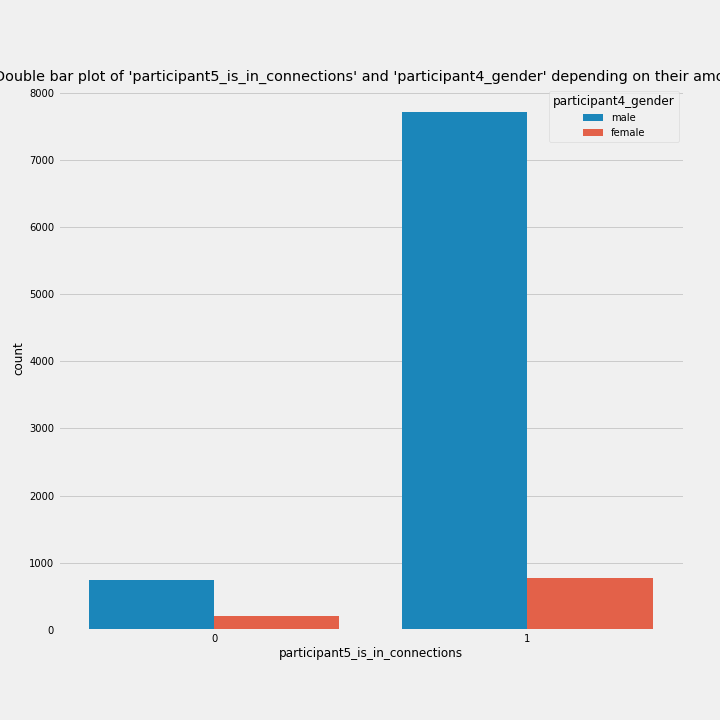 Double bar plot of 'participant5_is_in_connections' and 'participant4_gender' depending on their
participant4_gender
male
female
8000
7000
6000
5000
4000
3000
2000
1000
0
count
0 1
participant5_is_in_connections